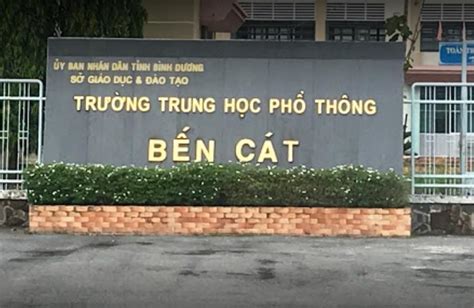 ỦY BAN NHÂN DÂN TỈNH BÌNH DƯƠNG
SỞ GIÁO DỤC & ĐÀO TẠO
TRƯỜNG TRUNG HỌC PHỔ THÔNG
BẾN CÁT
TOÀN